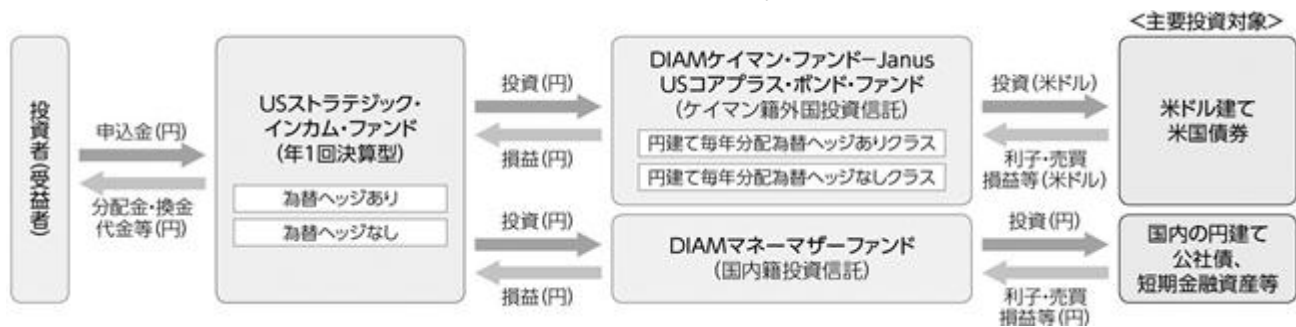 <主要投資対象>
投資者(受益者)
申込金(円)
分配金・換金
代金等(円)
USストラテジック・
インカム・ファンド
(年1回決算型)
為替ヘッジあり
為替ヘッジなし
投資(円)
損益(円)
投資(円)
損益(円)
DIAMケイマン・ファンドーJanus
USコアプラス・ボンド・ファンド
(ケイマン籍外国投資信託)
円建て毎年分配為替ヘッジありクラス
円建て毎年分配為替ヘッジなしクラス
DIAMマネーマザーファンド
(国内籍投資信託)
投資(米ドル)
利子・売買
損益等(米ドル)
投資(円)
利子・売買
損益等(円)
米ドル建て
米国債券
国内の円建て
公社債、
短期金融資産等